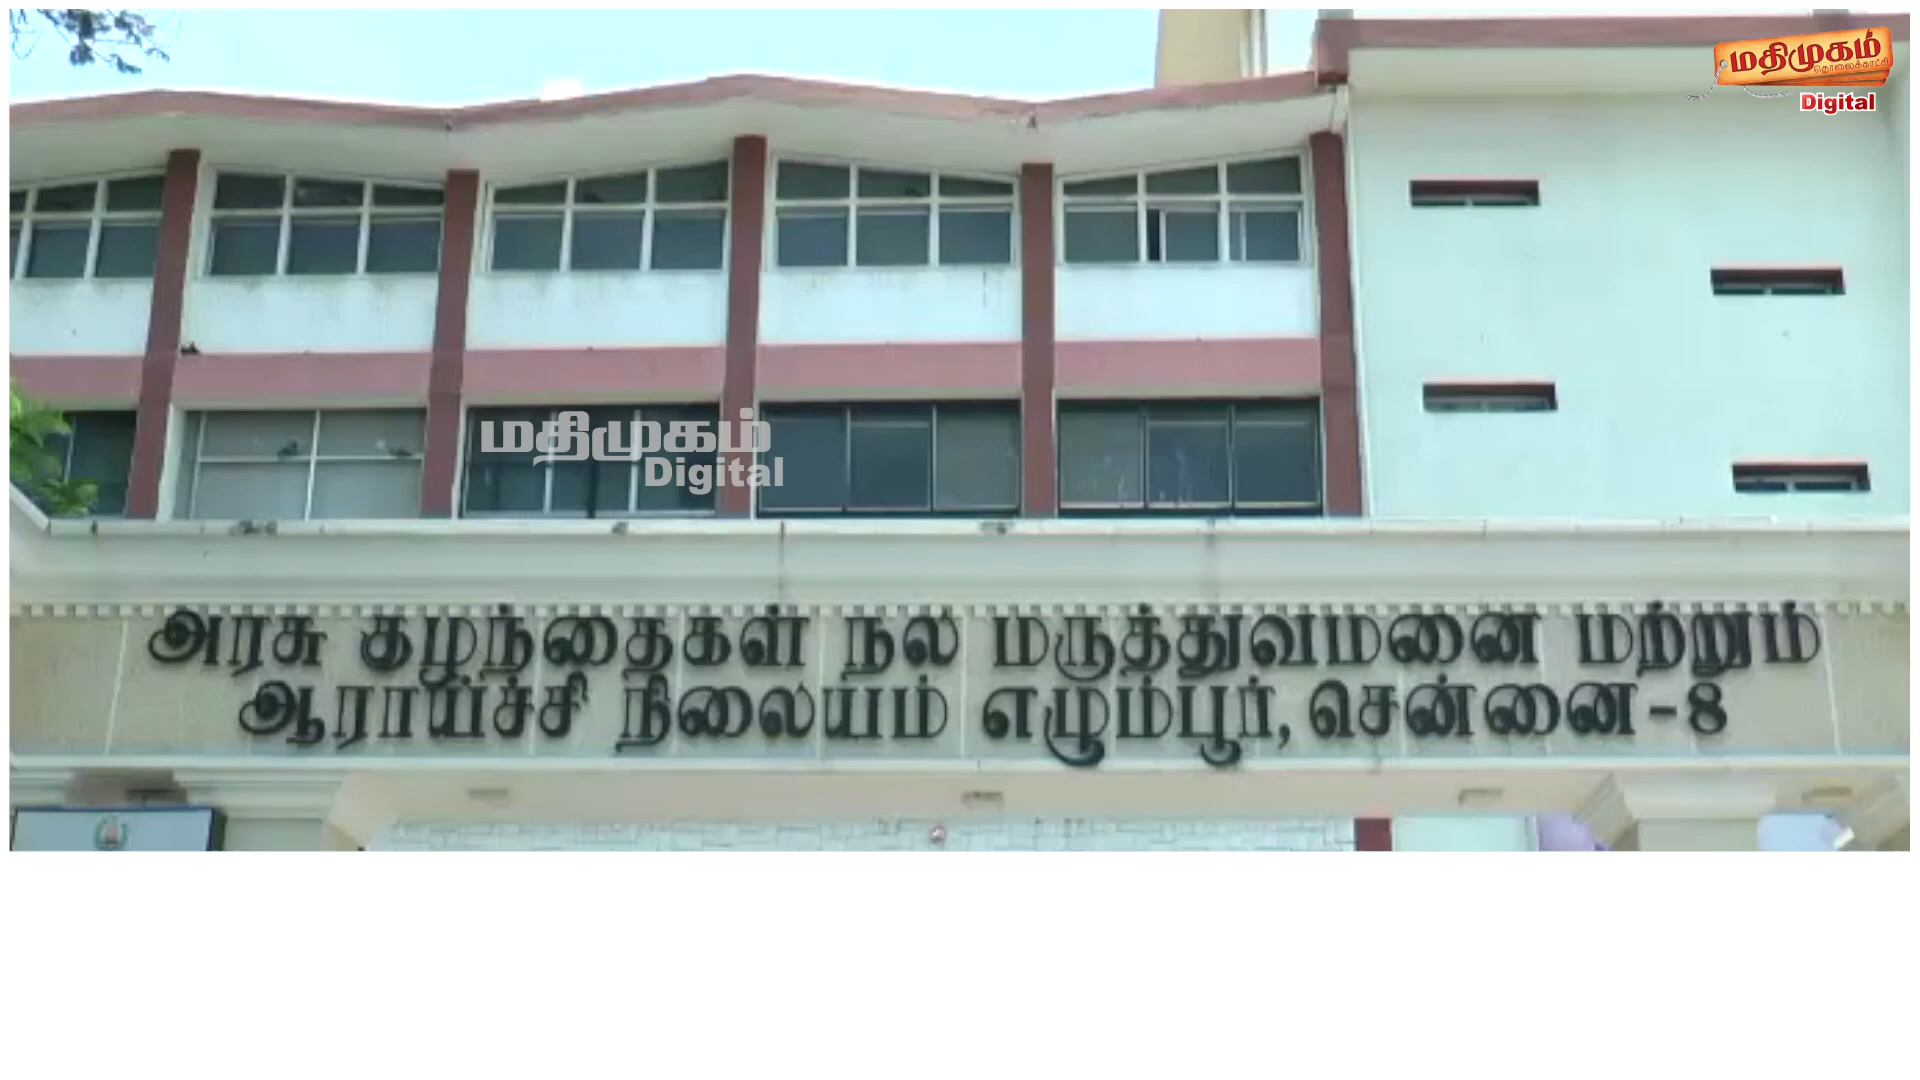 மதிமுகம்
தொலைக்காட்சி
Digital
மதிமுகம்
Digital
அரசு குழந்தைகள் நல மருத்துவமனை மற்றும்
ஆராய்ச்சி நிலையம் எழும்பூர், சென்னை-8